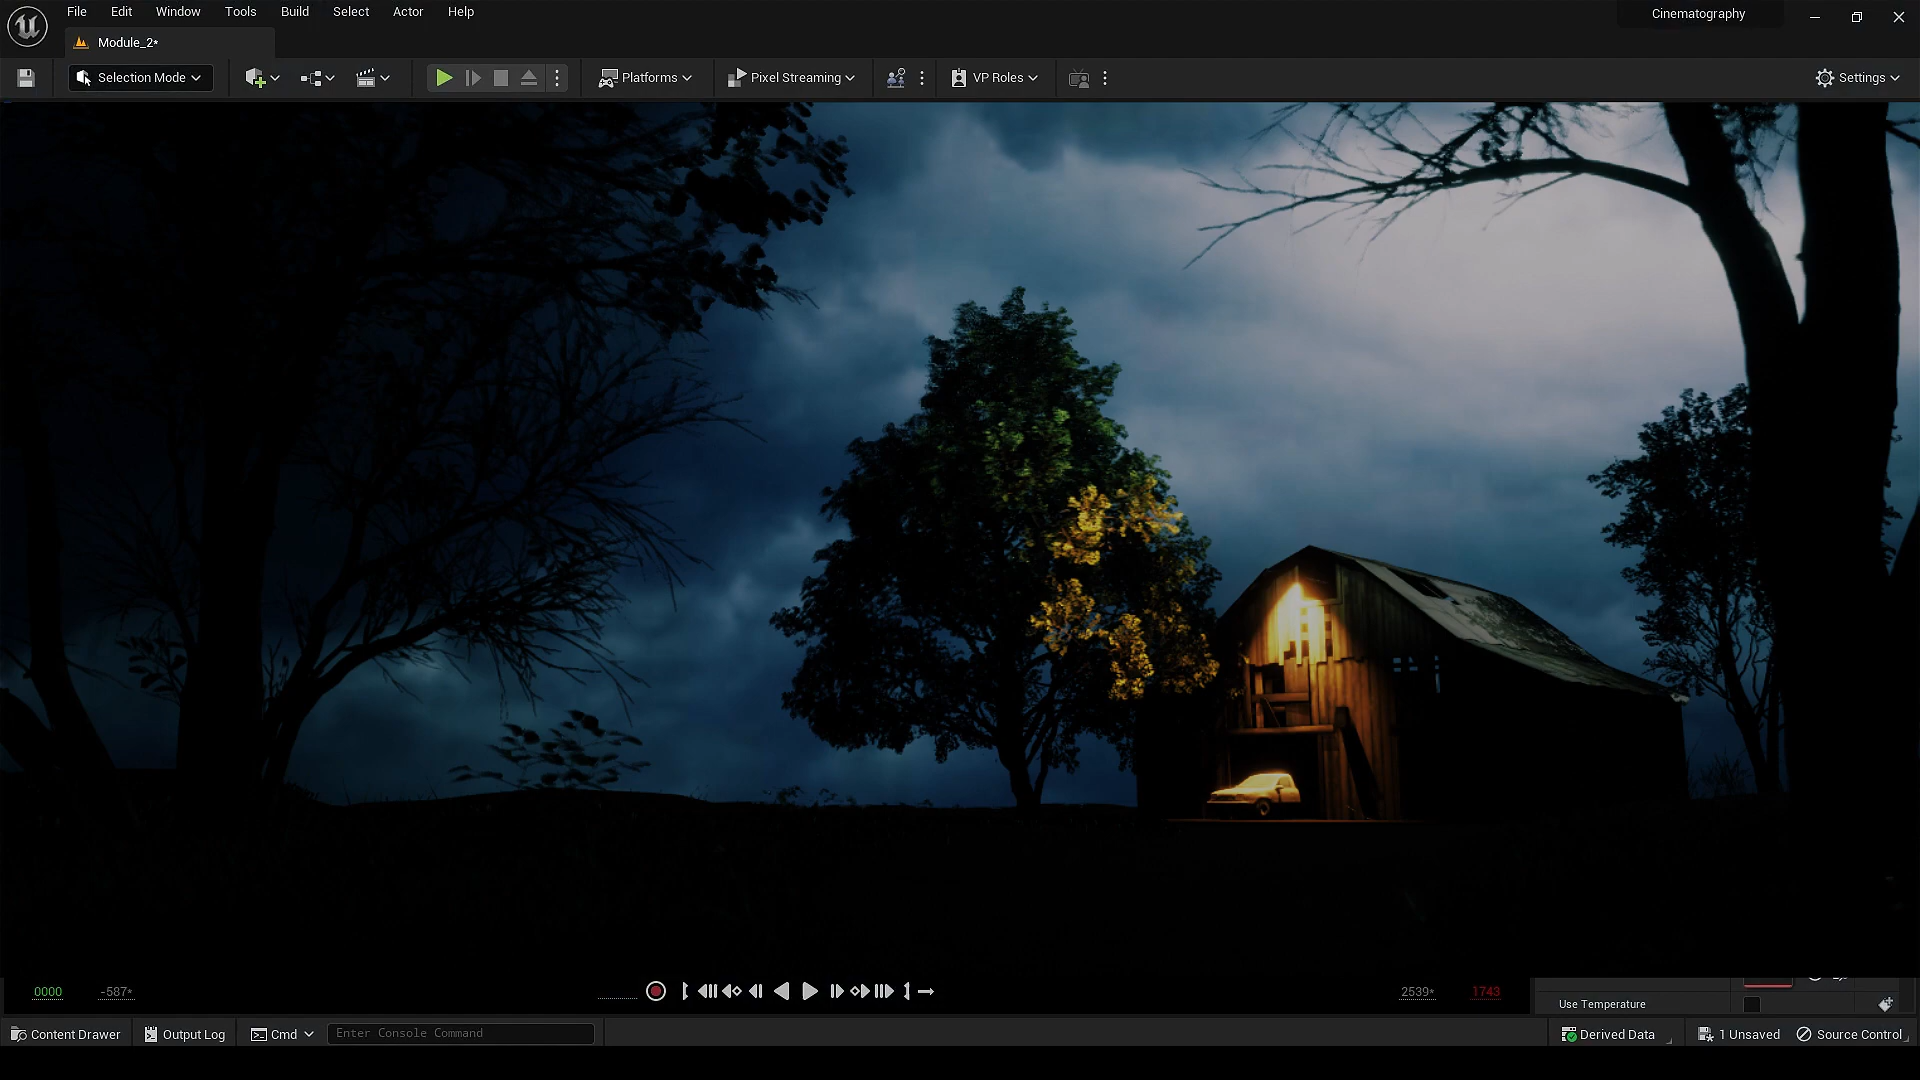 File Edit Window Tools Build Select Actor Help
Cinematography
Module_2*
Selection Mode
Platforms
Pixel Streaming
VP Roles
Settings
0000
-587*
2539*
1743
Use Temperature
Content Drawer
Output Log
Cmd
Enter Console Command
Derived Data
1 Unsaved
Source Control